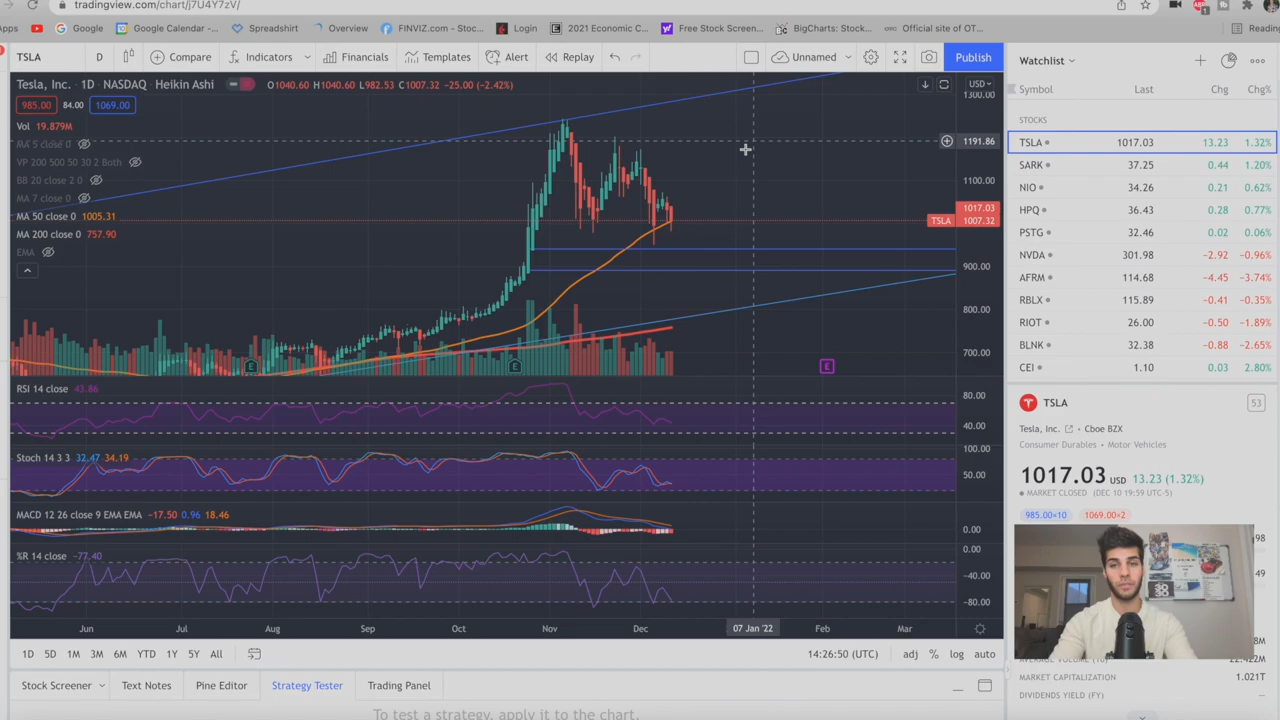 tradingview.com/chart/j7U4Y7zV/
Apps Google Google Calendar -... Spreadshirt Overview FINVIZ.com - Stoc... Login 2021 Economic C... Free Stock Screen... BigCharts: Stock... Official site of OT... Reading
TSLA D Compare Indicators Financials Templates Alert Replay Unnamed Publish
Watchlist
Tesla, Inc. · 1D · NASDAQ Heikin Ashi O1040.60 H1040.60 L982.53 C1007.32 −25.00 (−2.42%) USD
Symbol Last Chg Chg%
985.00 84.00 1069.00
1300.00
Vol 19.879M
STOCKS
MA 5 close 0
1191.86
TSLA 1017.03 13.23 1.32%
VP 200 500 50 30 2 Both
SARK 37.25 0.44 1.20%
BB 20 close 2 0
1100.00
NIO 34.26 0.21 0.62%
MA 7 close 0
HPQ 36.43 0.28 0.77%
MA 50 close 0 1005.31
1017.03
TSLA 1007.32
MA 200 close 0 757.90
PSTG 32.46 0.02 0.06%
EMA
NVDA 301.98 −2.92 −0.96%
900.00
AFRM 114.68 −4.45 −3.74%
RBLX 115.89 −0.41 −0.35%
800.00
RIOT 26.00 −0.50 −1.89%
BLNK 32.38 −0.88 −2.65%
700.00
CEI 1.10 0.03 2.80%
E E E
RSI 14 close 43.86
80.00
40.00
TSLA 53
Tesla, Inc. Cboe BZX
Consumer Durables • Motor Vehicles
Stoch 14 3 3 32.47 34.19
100.00
50.00
1017.03 USD 13.23 (1.32%)
MARKET CLOSED (DEC 10 19:59 UTC-5)
MACD 12 26 close 9 EMA EMA −17.50 0.96 18.46
0.00
985.00×10 1069.00×2
%R 14 close −77.40
0.00
−40.00
−80.00
Jun Jul Aug Sep Oct Nov Dec 07 Jan '22 Feb Mar
1D 5D 1M 3M 6M YTD 1Y 5Y All 14:26:50 (UTC) adj % log auto
MARKET CAPITALIZATION 1.021T
DIVIDENDS YIELD (FY) —
Stock Screener Text Notes Pine Editor Strategy Tester Trading Panel
To test a strategy, apply it to the chart.